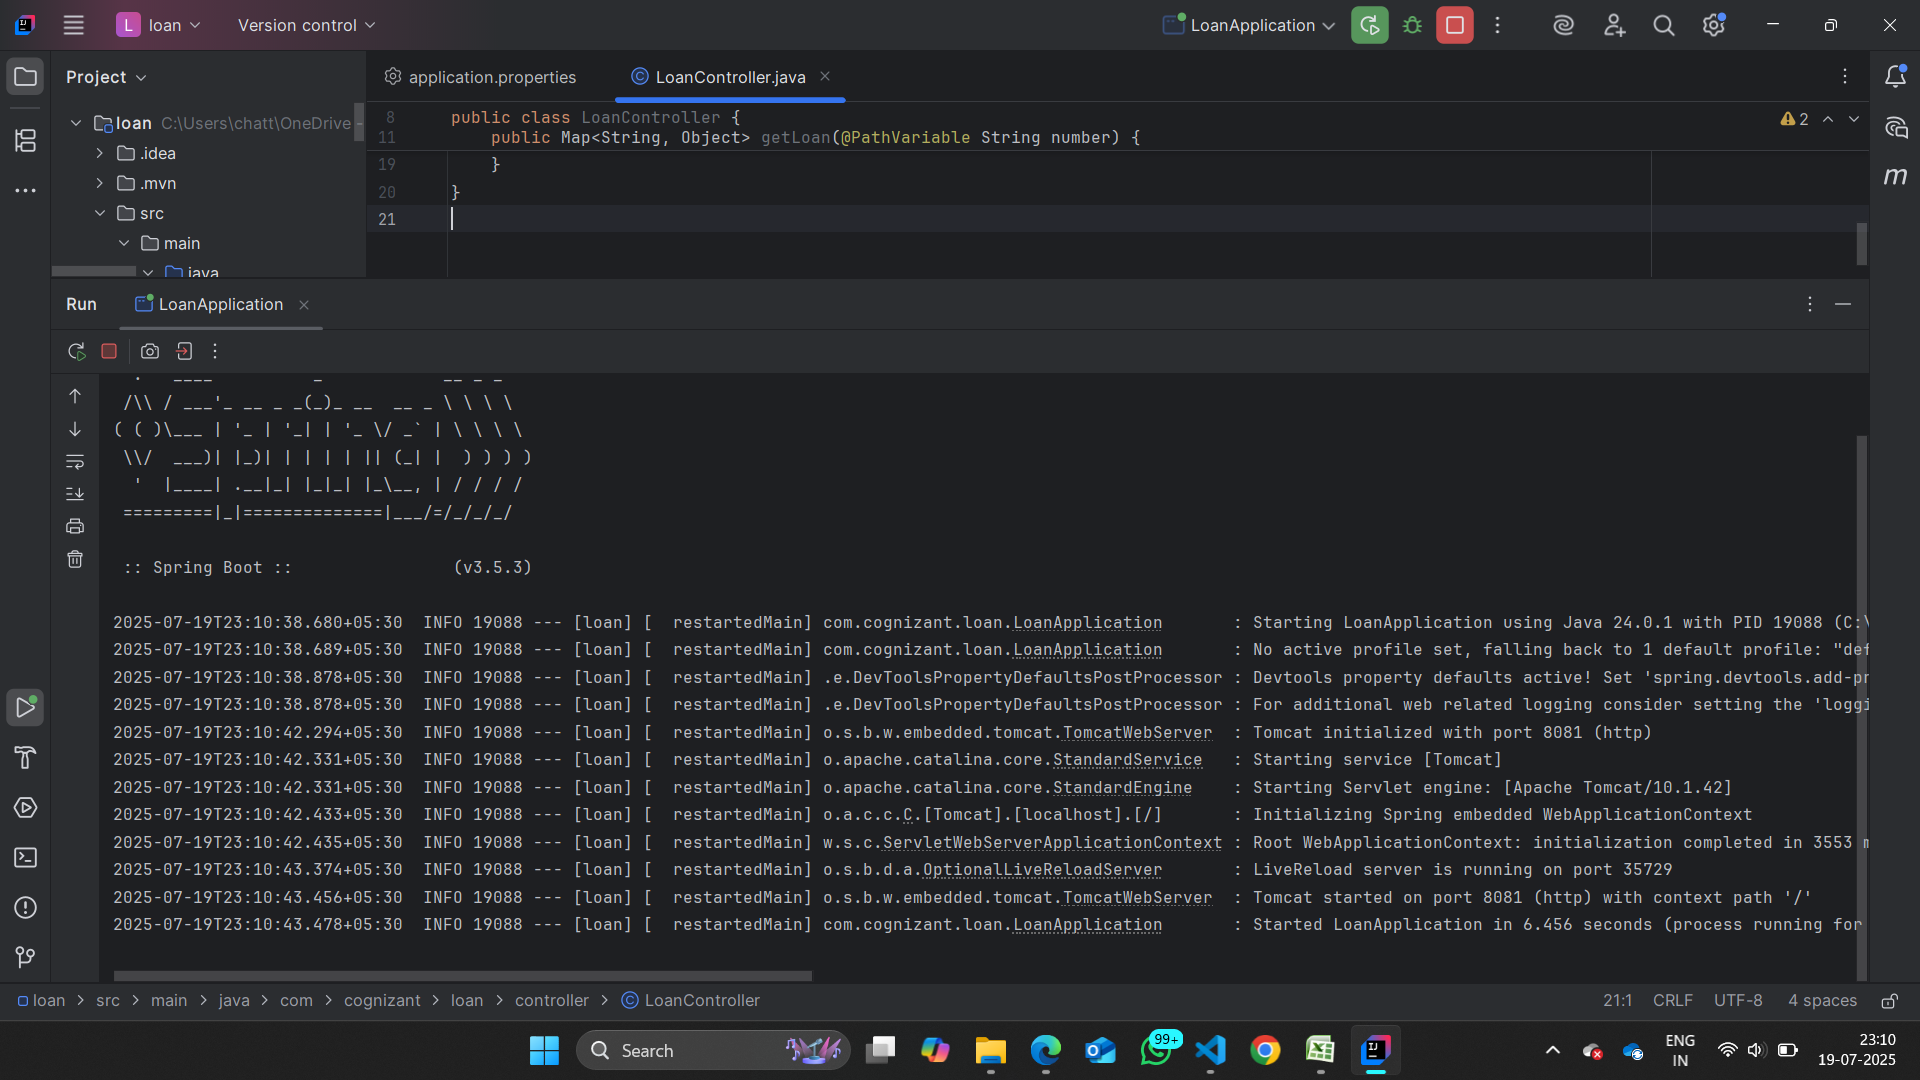 L loan Version control LoanApplication
Project application.properties LoanController.java
loan C:\Users\chatt\OneDrive
.idea
.mvn
src
main
java
8 public class LoanController {
11 public Map<String, Object> getLoan(@PathVariable String number) {
19 }
20 }
21
2
Run LoanApplication
  .   ____          _            __ _ _
 /\\ / ___'_ __ _ _(_)_ __  __ _ \ \ \ \
( ( )\___ | '_ | '_| | '_ \/ _` | \ \ \ \
 \\/  ___)| |_)| | | | | || (_| |  ) ) ) )
  '  |____| .__|_| |_|_| |_\__, | / / / /
 =========|_|==============|___/=/_/_/_/
:: Spring Boot :: (v3.5.3)
2025-07-19T23:10:38.680+05:30 INFO 19088 --- [loan] [ restartedMain] com.cognizant.loan.LoanApplication : Starting LoanApplication using Java 24.0.1 with PID 19088 (C:\
2025-07-19T23:10:38.689+05:30 INFO 19088 --- [loan] [ restartedMain] com.cognizant.loan.LoanApplication : No active profile set, falling back to 1 default profile: "def
2025-07-19T23:10:38.878+05:30 INFO 19088 --- [loan] [ restartedMain] .e.DevToolsPropertyDefaultsPostProcessor : Devtools property defaults active! Set 'spring.devtools.add-pr
2025-07-19T23:10:38.878+05:30 INFO 19088 --- [loan] [ restartedMain] .e.DevToolsPropertyDefaultsPostProcessor : For additional web related logging consider setting the 'loggi
2025-07-19T23:10:42.294+05:30 INFO 19088 --- [loan] [ restartedMain] o.s.b.w.embedded.tomcat.TomcatWebServer : Tomcat initialized with port 8081 (http)
2025-07-19T23:10:42.331+05:30 INFO 19088 --- [loan] [ restartedMain] o.apache.catalina.core.StandardService : Starting service [Tomcat]
2025-07-19T23:10:42.331+05:30 INFO 19088 --- [loan] [ restartedMain] o.apache.catalina.core.StandardEngine : Starting Servlet engine: [Apache Tomcat/10.1.42]
2025-07-19T23:10:42.433+05:30 INFO 19088 --- [loan] [ restartedMain] o.a.c.c.C.[Tomcat].[localhost].[/] : Initializing Spring embedded WebApplicationContext
2025-07-19T23:10:42.435+05:30 INFO 19088 --- [loan] [ restartedMain] w.s.c.ServletWebServerApplicationContext : Root WebApplicationContext: initialization completed in 3553 m
2025-07-19T23:10:43.374+05:30 INFO 19088 --- [loan] [ restartedMain] o.s.b.d.a.OptionalLiveReloadServer : LiveReload server is running on port 35729
2025-07-19T23:10:43.456+05:30 INFO 19088 --- [loan] [ restartedMain] o.s.b.w.embedded.tomcat.TomcatWebServer : Tomcat started on port 8081 (http) with context path '/'
2025-07-19T23:10:43.478+05:30 INFO 19088 --- [loan] [ restartedMain] com.cognizant.loan.LoanApplication : Started LoanApplication in 6.456 seconds (process running for
loan > src > main > java > com > cognizant > loan > controller > LoanController 21:1 CRLF UTF-8 4 spaces
Search 99+ ENG 23:10
IN 19-07-2025